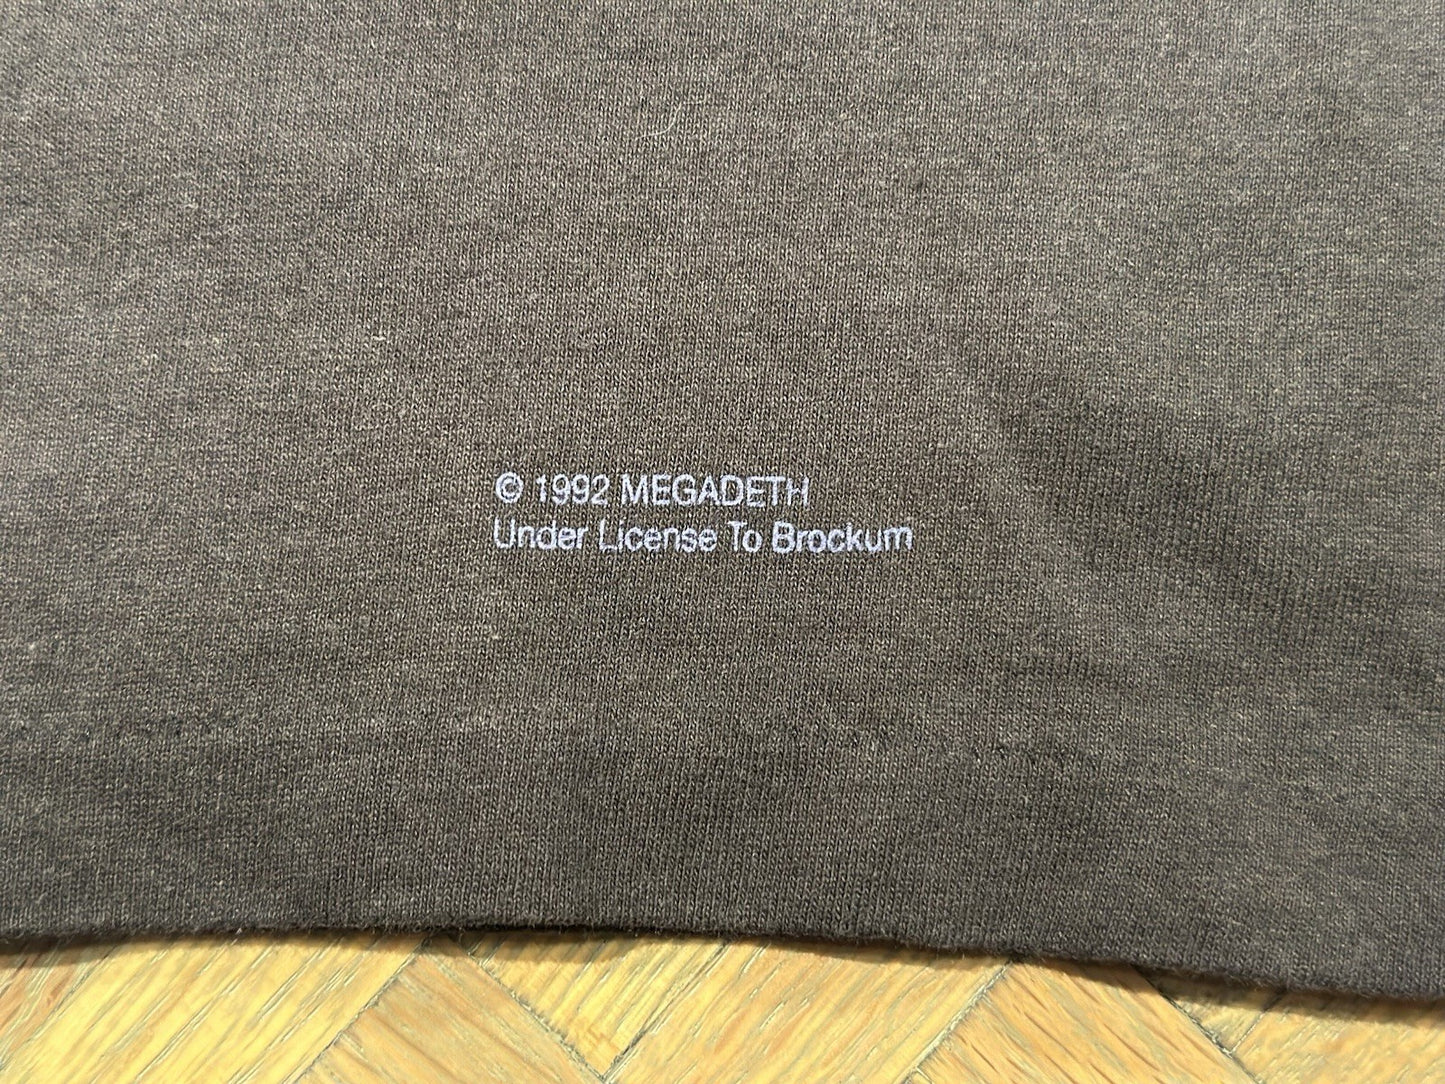 © 1992 MEGADETH
Under License To Brockum